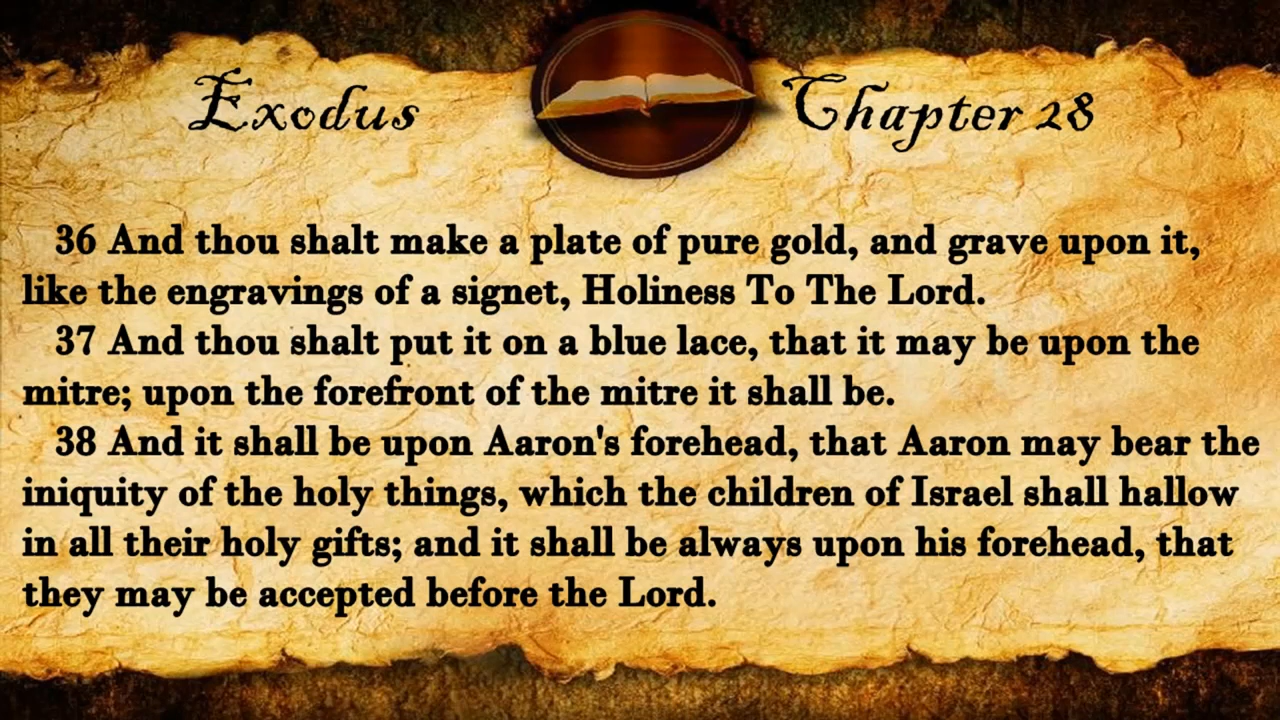 Exodus Chapter 28
36 And thou shalt make a plate of pure gold, and grave upon it,
like the engravings of a signet, Holiness To The Lord.
37 And thou shalt put it on a blue lace, that it may be upon the
mitre; upon the forefront of the mitre it shall be.
38 And it shall be upon Aaron's forehead, that Aaron may bear the
iniquity of the holy things, which the children of Israel shall hallow
in all their holy gifts; and it shall be always upon his forehead, that
they may be accepted before the Lord.